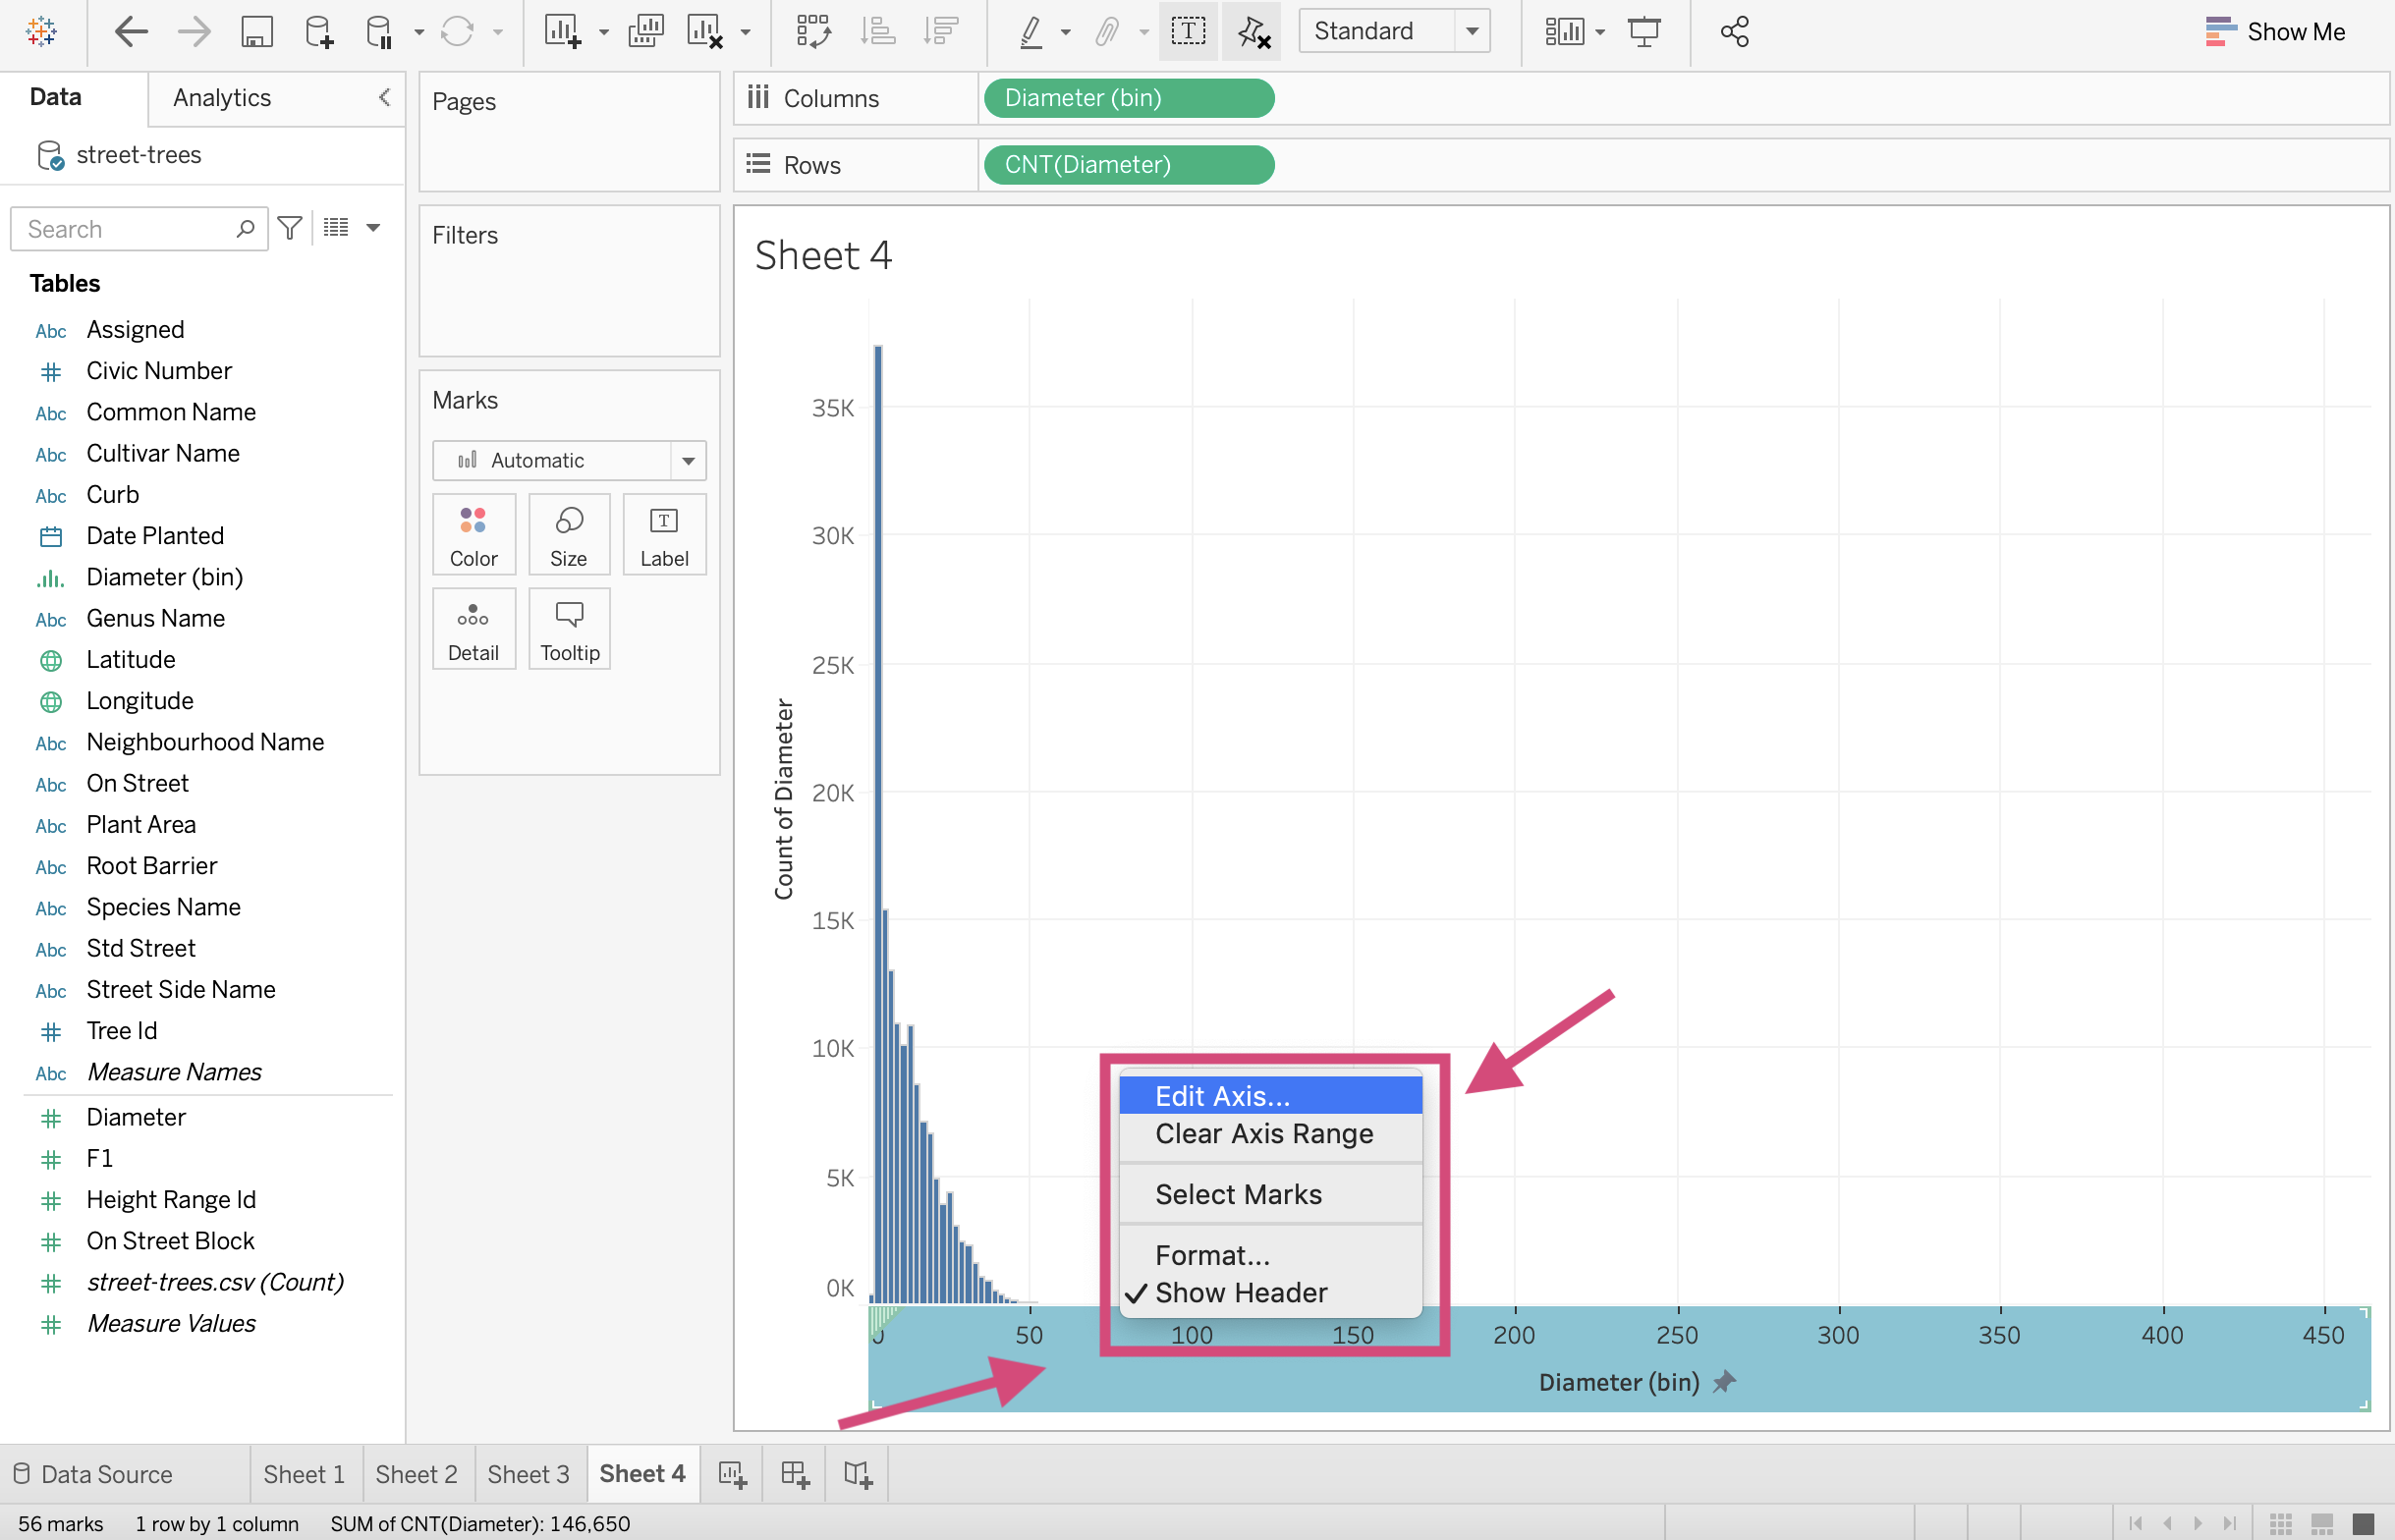 Standard
Show Me
Data
Analytics
street-trees
Search
Tables
Abc Assigned
Civic Number
Abc Common Name
Abc Cultivar Name
Abc Curb
Date Planted
Diameter (bin)
Abc Genus Name
Latitude
Longitude
Abc Neighbourhood Name
Abc On Street
Abc Plant Area
Abc Root Barrier
Abc Species Name
Abc Std Street
Abc Street Side Name
Tree Id
Abc Measure Names
Diameter
F1
Height Range Id
On Street Block
street-trees.csv (Count)
Measure Values
Pages
Filters
Marks
Automatic
Color
Size
T
Label
Detail
Tooltip
Columns
Diameter (bin)
Rows
CNT(Diameter)
Sheet 4
Count of Diameter
35K
30K
25K
20K
15K
10K
5K
0K
Edit Axis...
Clear Axis Range
Select Marks
Format...
Show Header
0 50 100 150 200 250 300 350 400 450
Diameter (bin)
Data Source
Sheet 1
Sheet 2
Sheet 3
Sheet 4
56 marks
1 row by 1 column
SUM of CNT(Diameter): 146,650